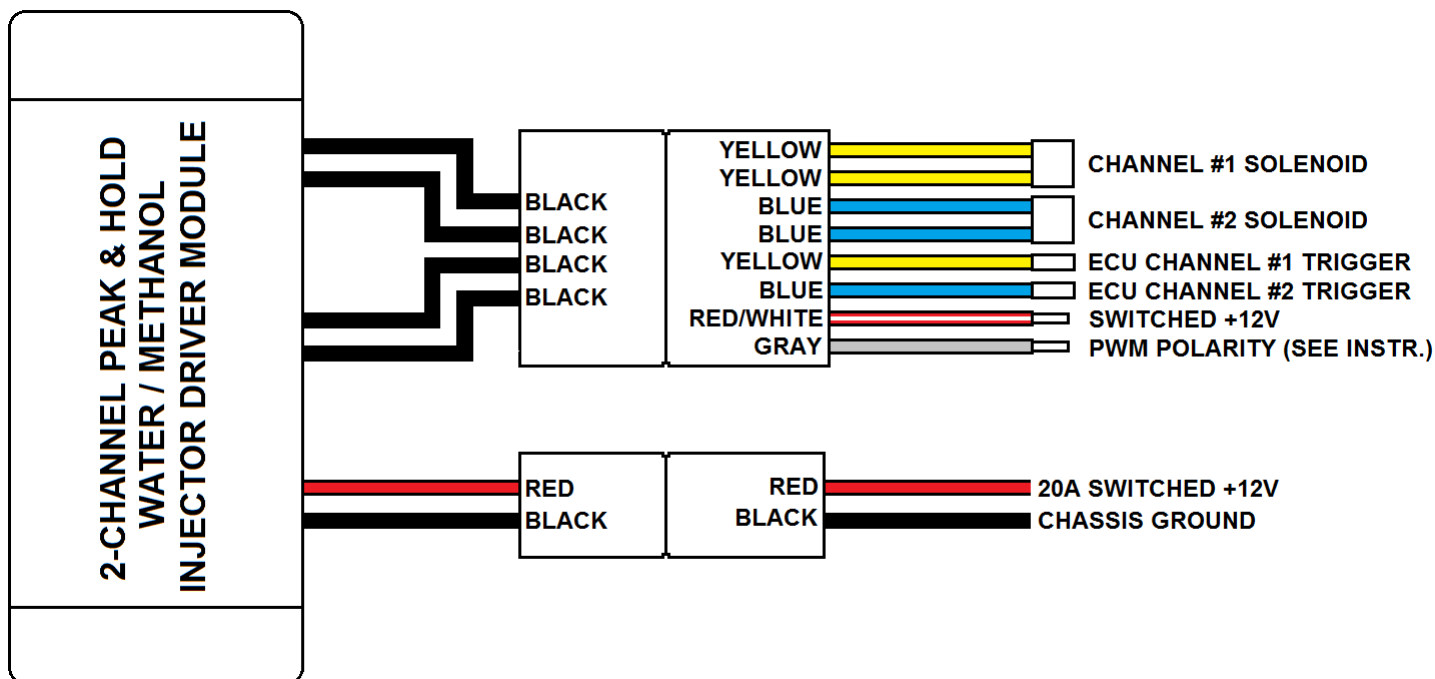 2-CHANNEL PEAK & HOLD
WATER / METHANOL
INJECTOR DRIVER MODULE
BLACK
BLACK
BLACK
BLACK
YELLOW
YELLOW
BLUE
BLUE
YELLOW
BLUE
RED/WHITE
GRAY
CHANNEL #1 SOLENOID
CHANNEL #2 SOLENOID
ECU CHANNEL #1 TRIGGER
ECU CHANNEL #2 TRIGGER
SWITCHED +12V
PWM POLARITY (SEE INSTR.)
RED
BLACK
RED
BLACK
20A SWITCHED +12V
CHASSIS GROUND